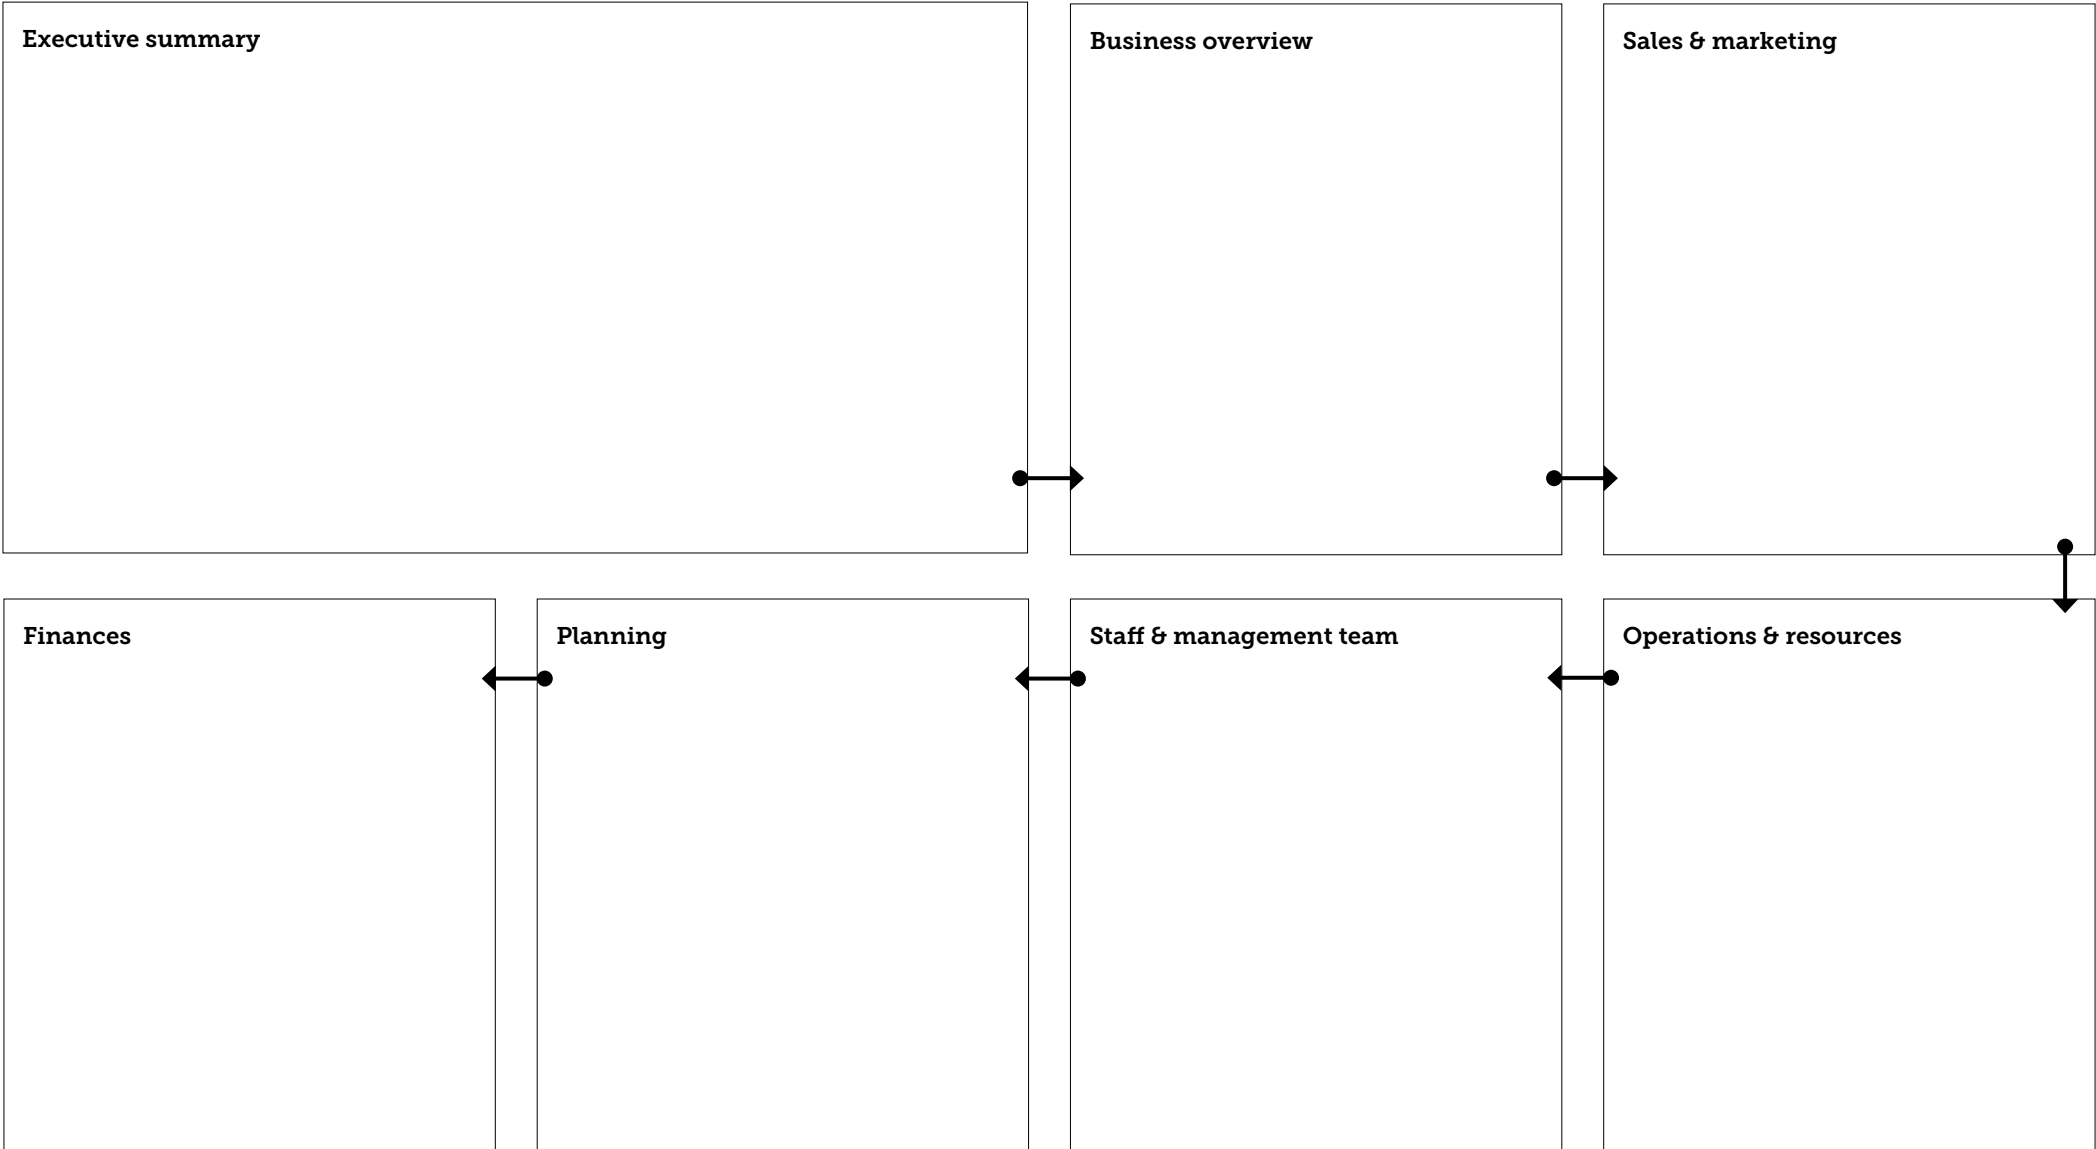 Executive summary
Business overview
Sales & marketing
Finances
Planning
Staff & management team
Operations & resources